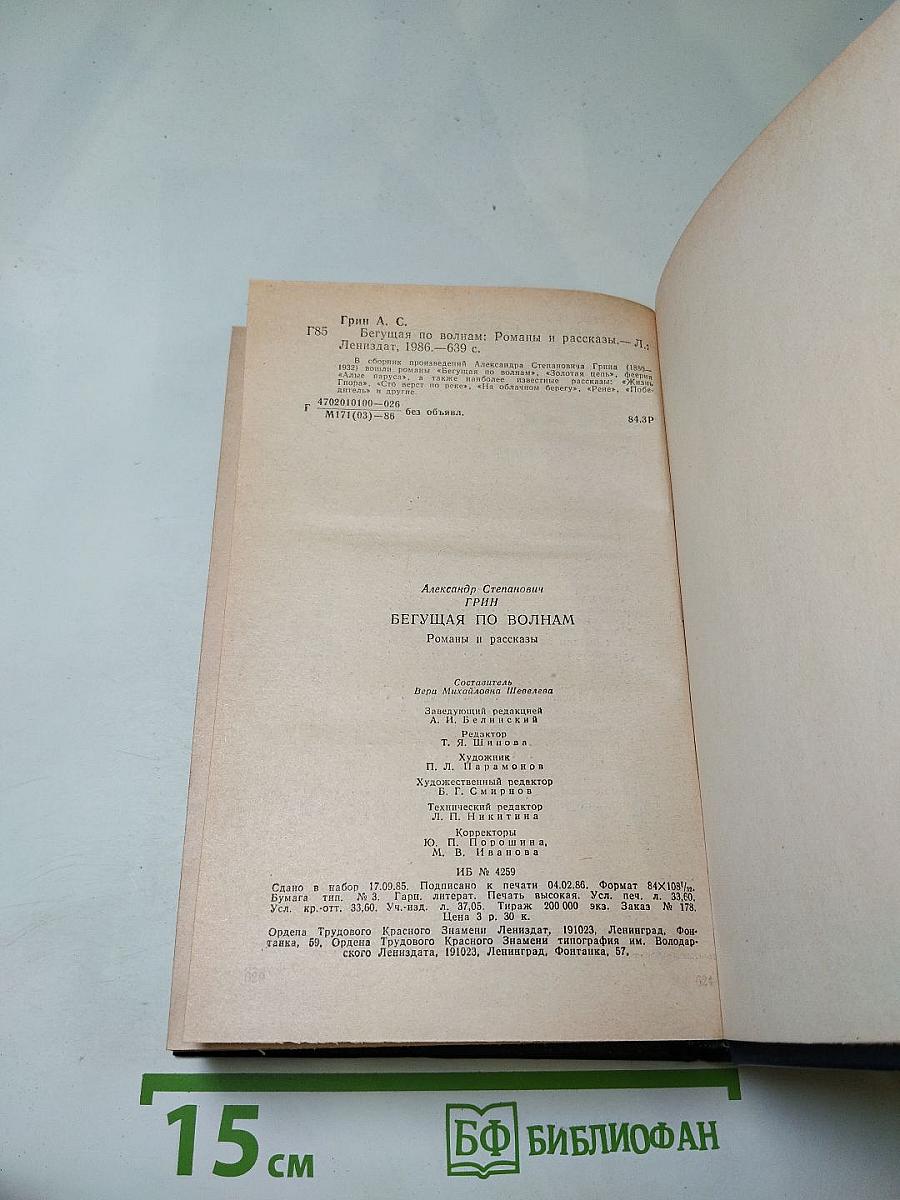 Грин А. С.
Г85 Бегущая по волнам: Романы и рассказы.— Л.:
Лениздат, 1986.—639 с.
В сборник произведений Александра Степановича Грина (1880—
1932) вошли романы «Бегущая по волнам», «Золотая цепь», феерия
«Алые паруса», а также наиболее известные рассказы: «Жизнь
Гнора», «Сто верст по реке», «На облачном берегу», «Рене», «Побе-
дитель» и другие.
Г 4702010100—026
М171(03)—86 без объявл.
84.3Р
Александр Степанович
ГРИН
БЕГУЩАЯ ПО ВОЛНАМ
Романы и рассказы
Составитель
Вера Михайловна Шевелева
Заведующий редакцией
А. И. Белинский
Редактор
Т. Я. Шинова
Художник
П. Л. Парамонов
Художественный редактор
Б. Г. Смирнов
Технический редактор
Л. П. Никитина
Корректоры
Ю. П. Порошина,
М. В. Иванова
ИБ № 4259
Сдано в набор 17.09.85. Подписано к печати 04.02.86. Формат 84×108¹/₃₂.
Бумага тип. № 3. Гарн. литерат. Печать высокая. Усл. печ. л. 33,60.
Усл. кр.-отт. 33,60. Уч.-изд. л. 37,05. Тираж 200 000 экз. Заказ № 178.
Цена 3 р. 30 к.
Ордена Трудового Красного Знамени Лениздат, 191023, Ленинград, Фон-
танка, 59. Ордена Трудового Красного Знамени типография им. Володар-
ского Лениздата, 191023, Ленинград, Фонтанка, 57.
15 см
БФ БИБЛИОФАН